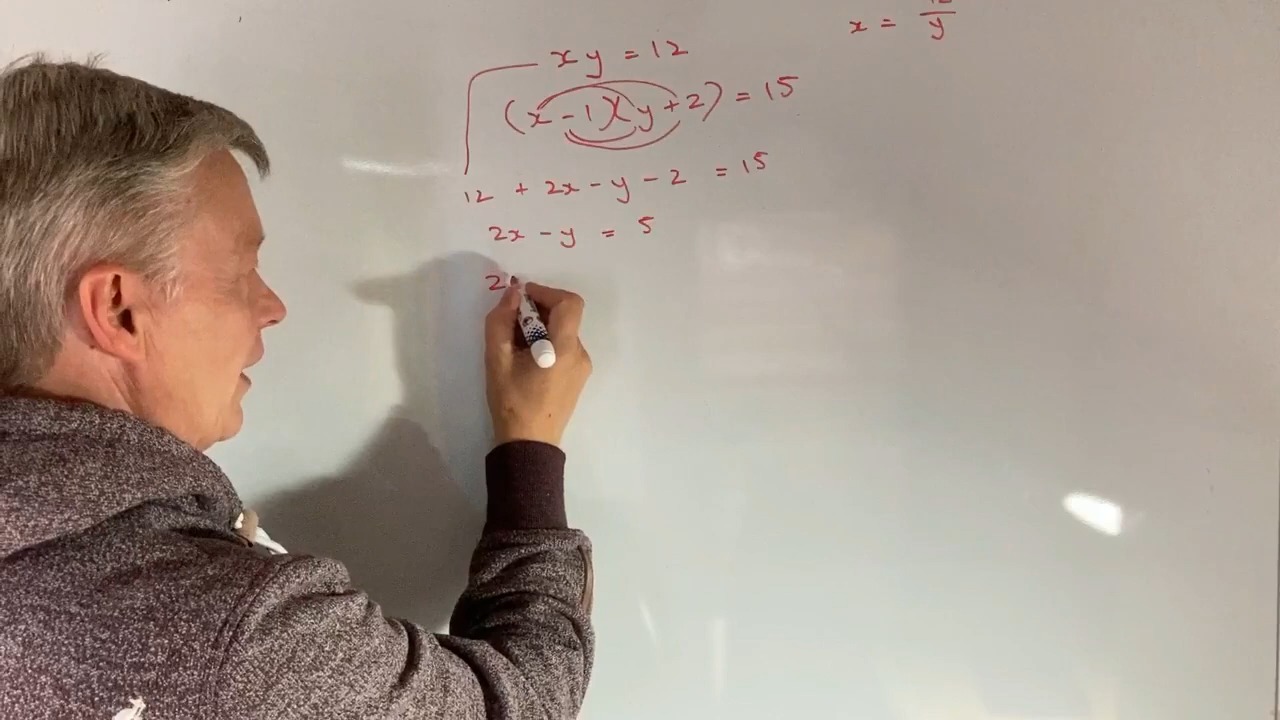 xy = 12
(x - 1)(y + 2) = 15
12 + 2x - y - 2 = 15
2x - y = 5
2
x = 12/y